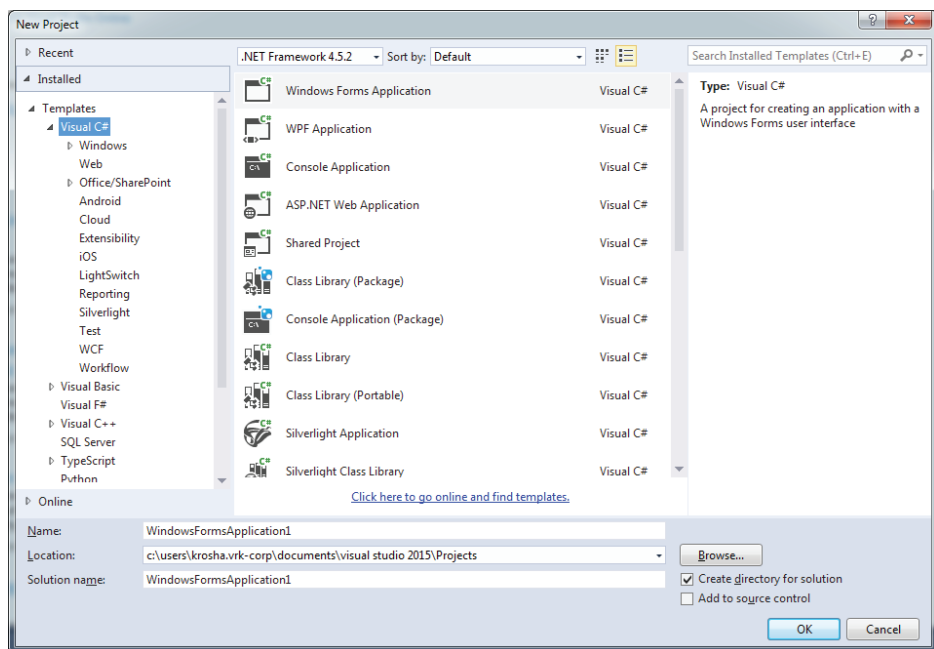 New Project
Recent
.NET Framework 4.5.2 Sort by: Default
Search Installed Templates (Ctrl+E)
Installed
Templates
Visual C#
Windows
Web
Office/SharePoint
Android
Cloud
Extensibility
iOS
LightSwitch
Reporting
Silverlight
Test
WCF
Workflow
Visual Basic
Visual F#
Visual C++
SQL Server
TypeScript
Python
Online
Windows Forms Application Visual C#
WPF Application Visual C#
Console Application Visual C#
ASP.NET Web Application Visual C#
Shared Project Visual C#
Class Library (Package) Visual C#
Console Application (Package) Visual C#
Class Library Visual C#
Class Library (Portable) Visual C#
Silverlight Application Visual C#
Silverlight Class Library Visual C#
Click here to go online and find templates.
Type: Visual C#
A project for creating an application with a
Windows Forms user interface
Name: WindowsFormsApplication1
Location: c:\users\krosha.vrk-corp\documents\visual studio 2015\Projects
Browse...
Solution name: WindowsFormsApplication1
Create directory for solution
Add to source control
OK Cancel